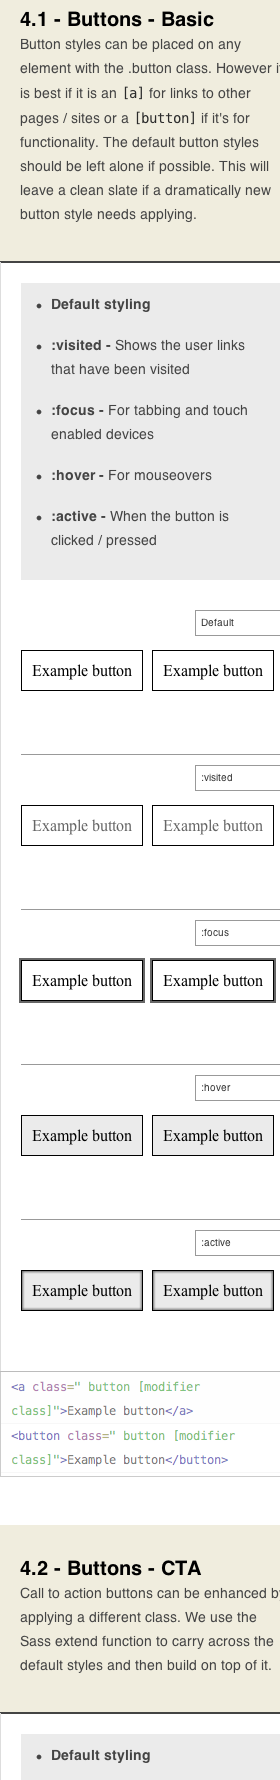 4.1 - Buttons - Basic
Button styles can be placed on any
element with the .button class. However i
is best if it is an [a] for links to other
pages / sites or a [button] if it's for
functionality. The default button styles
should be left alone if possible. This will
leave a clean slate if a dramatically new
button style needs applying.
• Default styling
• :visited - Shows the user links
that have been visited
• :focus - For tabbing and touch
enabled devices
• :hover - For mouseovers
• :active - When the button is
clicked / pressed
Default
Example button Example button
:visited
Example button Example button
:focus
Example button Example button
:hover
Example button Example button
:active
Example button Example button
<a class=" button [modifier
class]">Example button</a>
<button class=" button [modifier
class]">Example button</button>
4.2 - Buttons - CTA
Call to action buttons can be enhanced b
applying a different class. We use the
Sass extend function to carry across the
default styles and then build on top of it.
• Default styling